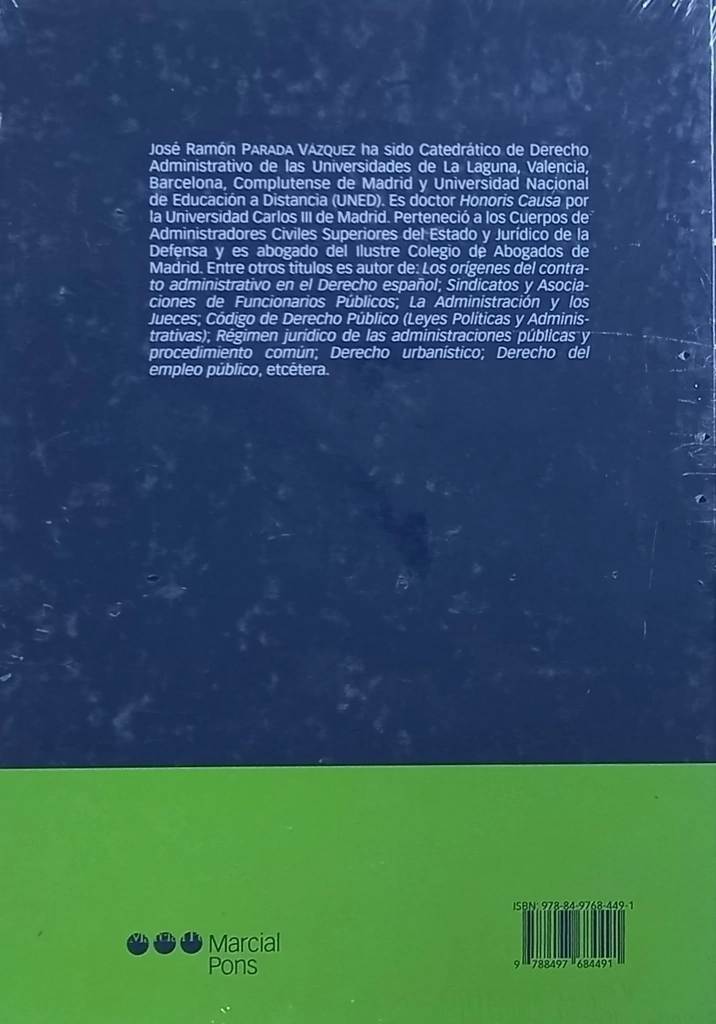 José Ramón PARADA VÁZQUEZ ha sido Catedrático de Derecho
Administrativo de las Universidades de La Laguna, Valencia,
Barcelona, Complutense de Madrid y Universidad Nacional
de Educación a Distancia (UNED). Es doctor Honoris Causa por
la Universidad Carlos III de Madrid. Perteneció a los Cuerpos de
Administradores Civiles Superiores del Estado y Jurídico de la
Defensa y es abogado del Ilustre Colegio de Abogados de
Madrid. Entre otros títulos es autor de: Los orígenes del contra-
to administrativo en el Derecho español; Sindicatos y Asocia-
ciones de Funcionarios Públicos; La Administración y los
Jueces; Código de Derecho Público (Leyes Políticas y Adminis-
trativas); Régimen jurídico de las administraciones públicas y
procedimiento común; Derecho urbanístico; Derecho del
empleo público, etcétera.
ISBN: 978-84-9768-449-1
Marcial
Pons
9 788497 684491